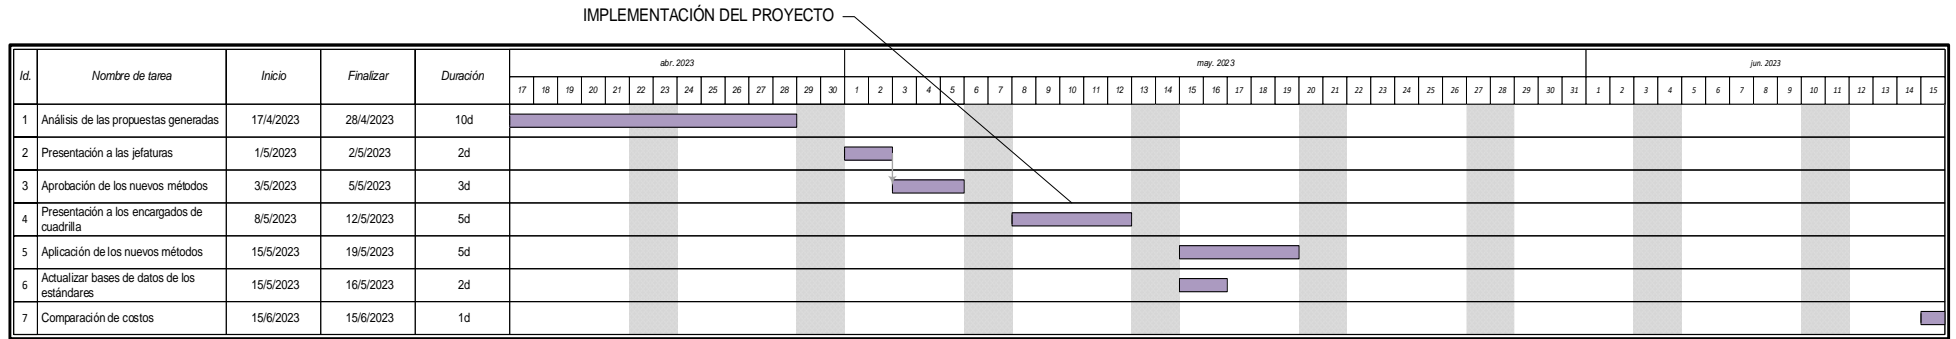 IMPLEMENTACIÓN DEL PROYECTO
Id. Nombre de tarea Inicio Finalizar Duración abr. 2023 may. 2023 jun. 2023
17 18 19 20 21 22 23 24 25 26 27 28 29 30 1 2 3 4 5 6 7 8 9 10 11 12 13 14 15 16 17 18 19 20 21 22 23 24 25 26 27 28 29 30 31 1 2 3 4 5 6 7 8 9 10 11 12 13 14 15
1 Análisis de las propuestas generadas 17/4/2023 28/4/2023 10d
2 Presentación a las jefaturas 1/5/2023 2/5/2023 2d
3 Aprobación de los nuevos métodos 3/5/2023 5/5/2023 3d
4 Presentación a los encargados de
cuadrilla 8/5/2023 12/5/2023 5d
5 Aplicación de los nuevos métodos 15/5/2023 19/5/2023 5d
6 Actualizar bases de datos de los
estándares 15/5/2023 16/5/2023 2d
7 Comparación de costos 15/6/2023 15/6/2023 1d